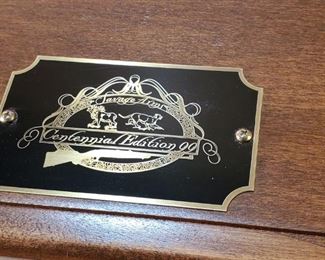 Savage Arms
Centennial Edition 99